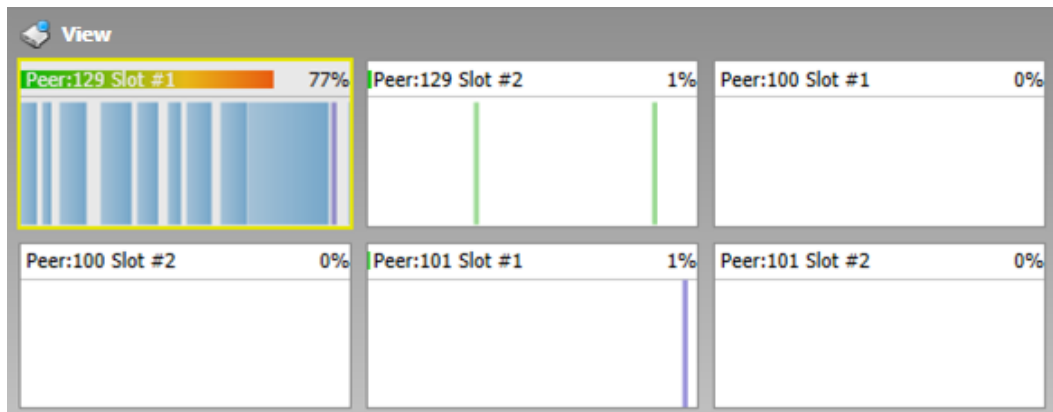 View
Peer:129 Slot #1 77%
Peer:129 Slot #2 1%
Peer:100 Slot #1 0%
Peer:100 Slot #2 0%
Peer:101 Slot #1 1%
Peer:101 Slot #2 0%